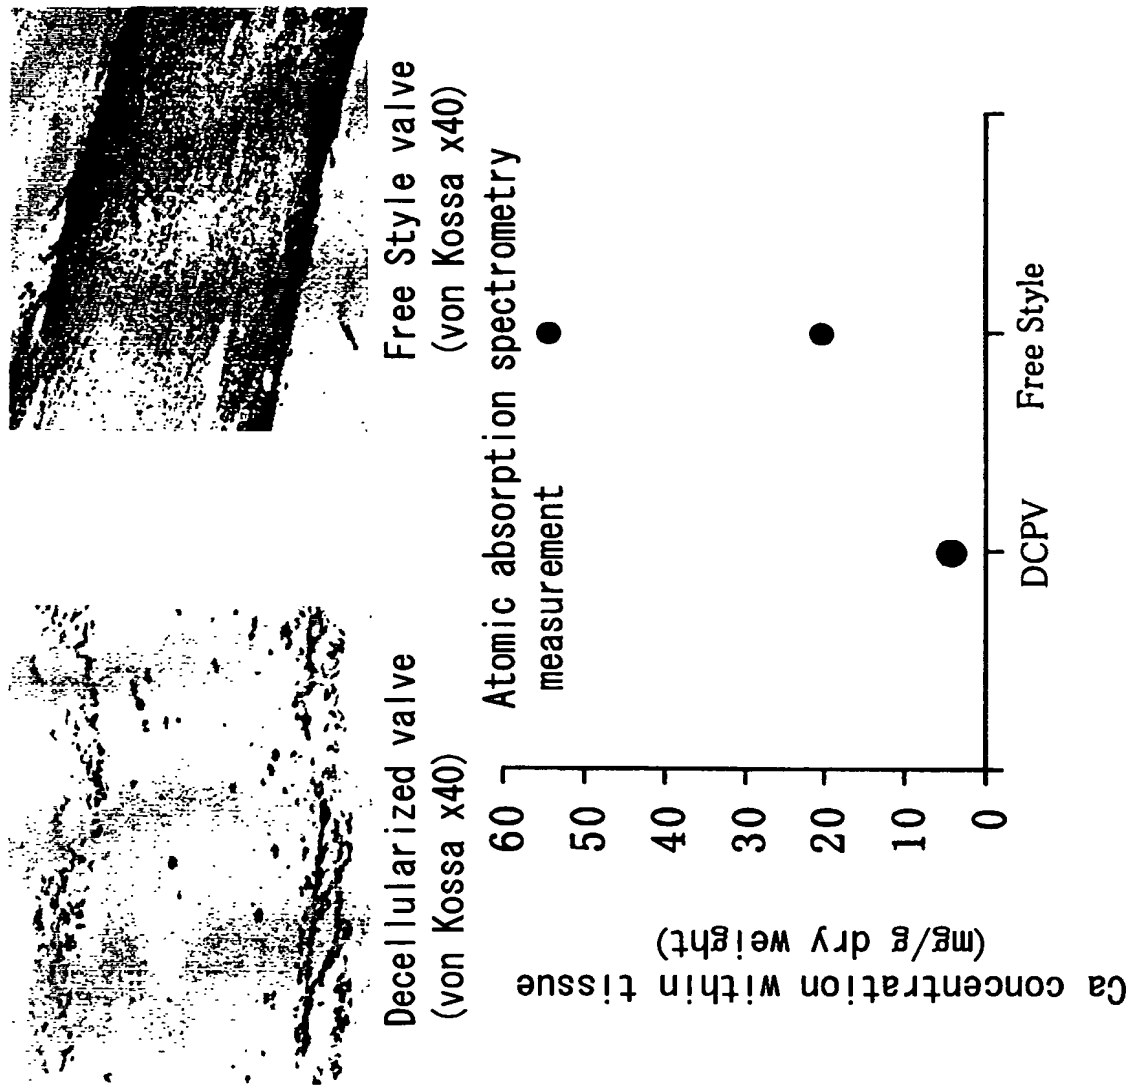 Decellularized valve
(von Kossa x40)
Free Style valve
(von Kossa x40)
Atomic absorption spectrometry
measurement
Ca concentration within tissue
(mg/g dry weight)
60
50
40
30
20
10
0
DCPV
Free Style